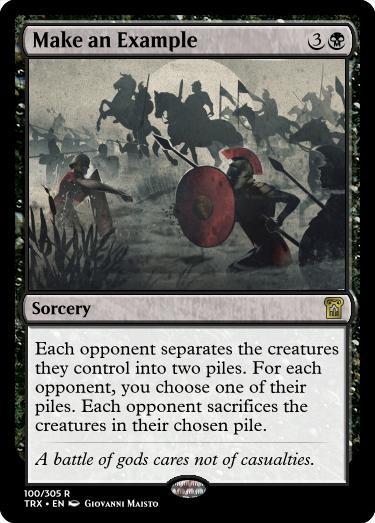 Make an Example 3
Sorcery
Each opponent separates the creatures
they control into two piles. For each
opponent, you choose one of their
piles. Each opponent sacrifices the
creatures in their chosen pile.
A battle of gods cares not of casualties.
100/305 R
TRX • EN Giovanni Maisto